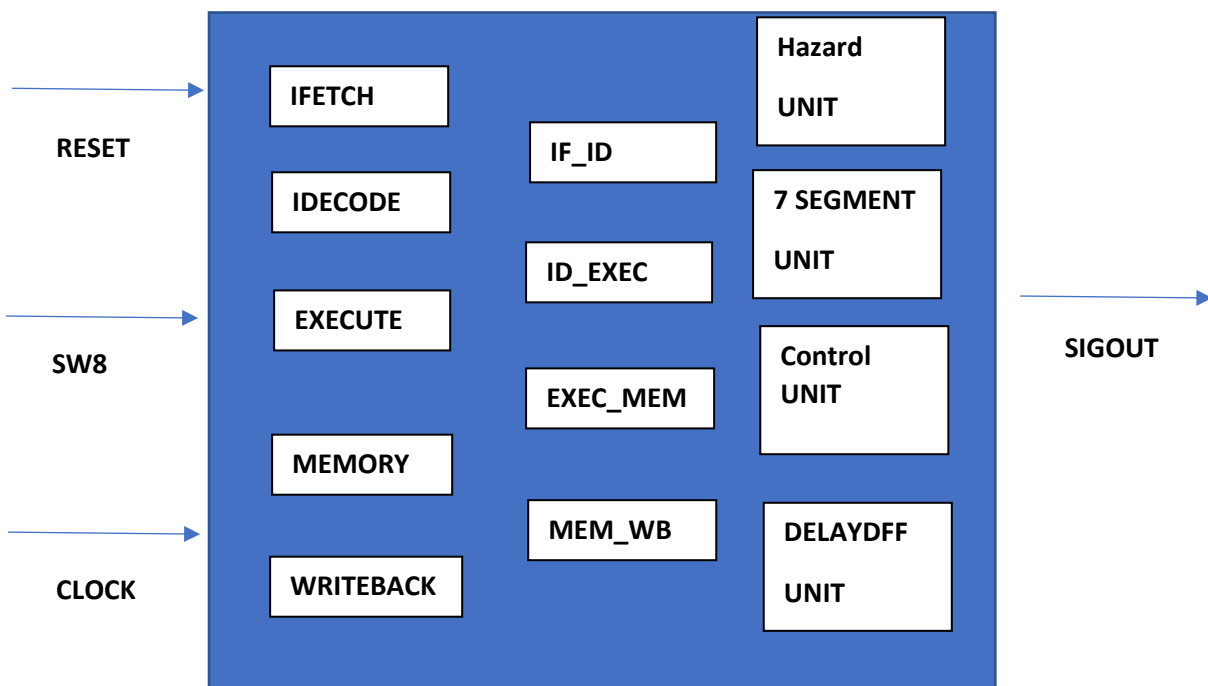 RESET
SW8
CLOCK
IFETCH
IDECODE
EXECUTE
MEMORY
WRITEBACK
IF_ID
ID_EXEC
EXEC_MEM
MEM_WB
Hazard
UNIT
7 SEGMENT
UNIT
Control
UNIT
DELAYDFF
UNIT
SIGOUT